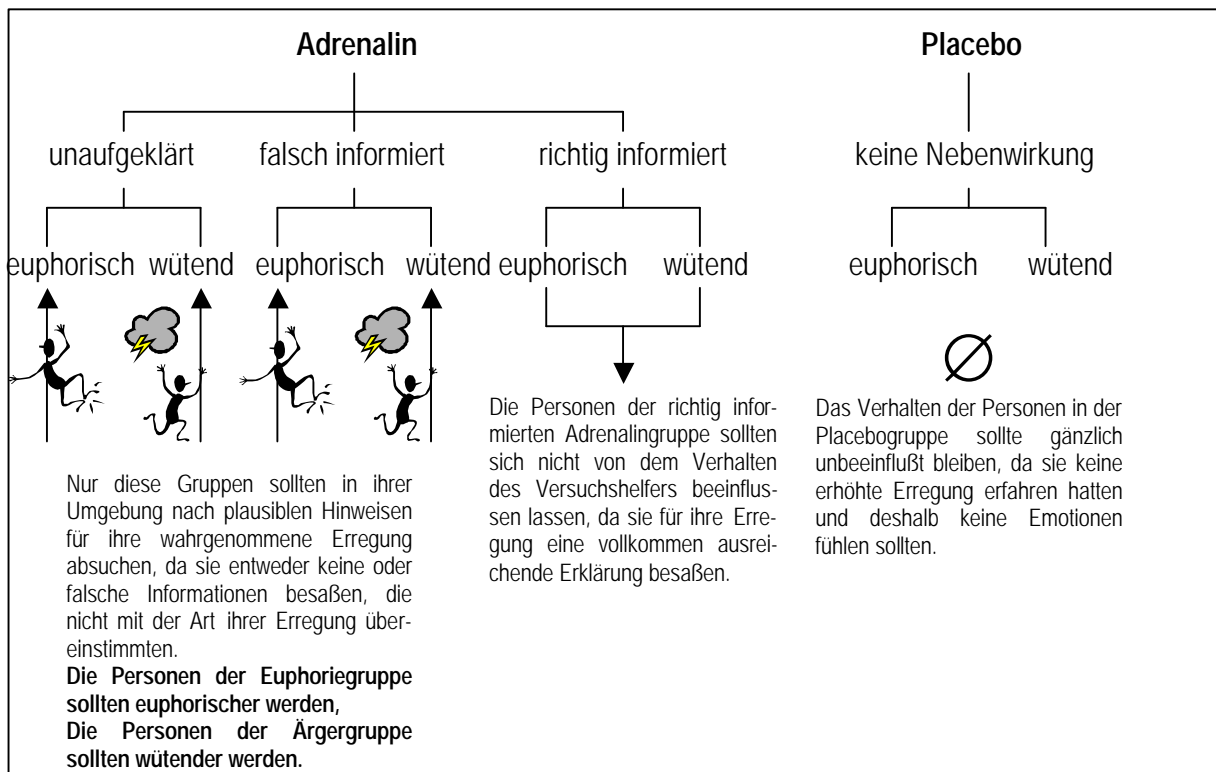 Adrenalin Placebo
unaufgeklärt falsch informiert richtig informiert keine Nebenwirkung
euphorisch wütend euphorisch wütend euphorisch wütend euphorisch wütend
Die Personen der richtig infor-
mierten Adrenalingruppe sollten
sich nicht von dem Verhalten
des Versuchshelfers beeinflus-
sen lassen, da sie für ihre Erre-
gung eine vollkommen ausrei-
chende Erklärung besaßen.
Das Verhalten der Personen in der
Placebogruppe sollte gänzlich
unbeeinflußt bleiben, da sie keine
erhöhte Erregung erfahren hatten
und deshalb keine Emotionen
fühlen sollten.
Nur diese Gruppen sollten in ihrer
Umgebung nach plausiblen Hinweisen
für ihre wahrgenommene Erregung
absuchen, da sie entweder keine oder
falsche Informationen besaßen, die
nicht mit der Art ihrer Erregung über-
einstimmten.
Die Personen der Euphoriegruppe
sollten euphorischer werden,
Die Personen der Ärgergruppe
sollten wütender werden.